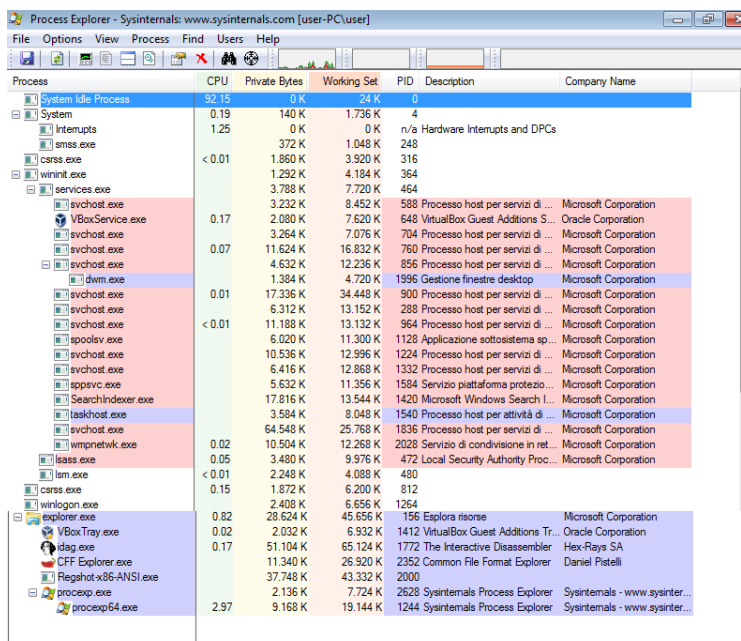 Process Explorer - Sysinternals: www.sysinternals.com [user-PC\user]
File Options View Process Find Users Help
Process CPU Private Bytes Working Set PID Description Company Name
System Idle Process 92.15 0 K 24 K 0
System 0.19 140 K 1.736 K 4
Interrupts 1.25 0 K 0 K n/a Hardware Interrupts and DPCs
smss.exe 372 K 1.048 K 248
csrss.exe < 0.01 1.860 K 3.920 K 316
wininit.exe 1.292 K 4.184 K 364
services.exe 3.788 K 7.720 K 464
svchost.exe 3.232 K 8.452 K 588 Processo host per servizi di ... Microsoft Corporation
VBoxService.exe 0.17 2.080 K 7.620 K 648 VirtualBox Guest Additions S... Oracle Corporation
svchost.exe 3.264 K 7.076 K 704 Processo host per servizi di ... Microsoft Corporation
svchost.exe 0.07 11.624 K 16.832 K 760 Processo host per servizi di ... Microsoft Corporation
svchost.exe 4.632 K 12.236 K 856 Processo host per servizi di ... Microsoft Corporation
dwm.exe 1.384 K 4.720 K 1996 Gestione finestre desktop Microsoft Corporation
svchost.exe 0.01 17.336 K 34.448 K 900 Processo host per servizi di ... Microsoft Corporation
svchost.exe 6.312 K 13.152 K 288 Processo host per servizi di ... Microsoft Corporation
svchost.exe < 0.01 11.188 K 13.132 K 964 Processo host per servizi di ... Microsoft Corporation
spoolsv.exe 6.020 K 11.300 K 1128 Applicazione sottosistema sp... Microsoft Corporation
svchost.exe 10.536 K 12.996 K 1224 Processo host per servizi di ... Microsoft Corporation
svchost.exe 6.416 K 12.868 K 1332 Processo host per servizi di ... Microsoft Corporation
sppsvc.exe 5.632 K 11.356 K 1584 Servizio piattaforma protezio... Microsoft Corporation
SearchIndexer.exe 17.816 K 13.544 K 1420 Microsoft Windows Search I... Microsoft Corporation
taskhost.exe 3.584 K 8.048 K 1540 Processo host per attività di ... Microsoft Corporation
svchost.exe 64.548 K 25.768 K 1836 Processo host per servizi di ... Microsoft Corporation
wmpnetwk.exe 0.02 10.504 K 12.268 K 2028 Servizio di condivisione in ret... Microsoft Corporation
lsass.exe 0.05 3.480 K 9.976 K 472 Local Security Authority Proc... Microsoft Corporation
lsm.exe < 0.01 2.248 K 4.088 K 480
csrss.exe 0.15 1.872 K 6.200 K 812
winlogon.exe 2.408 K 6.656 K 1264
explorer.exe 0.82 28.624 K 45.656 K 156 Esplora risorse Microsoft Corporation
VBoxTray.exe 0.02 2.032 K 6.932 K 1412 VirtualBox Guest Additions Tr... Oracle Corporation
idag.exe 0.17 51.104 K 65.124 K 1772 The Interactive Disassembler Hex-Rays SA
CFF Explorer.exe 11.340 K 26.920 K 2352 Common File Format Explorer Daniel Pistelli
Regshot-x86-ANSI.exe 37.748 K 43.332 K 2000
procexp.exe 2.136 K 7.724 K 2628 Sysinternals Process Explorer Sysinternals - www.sysinter...
procexp64.exe 2.97 9.168 K 19.144 K 1244 Sysinternals Process Explorer Sysinternals - www.sysinter...